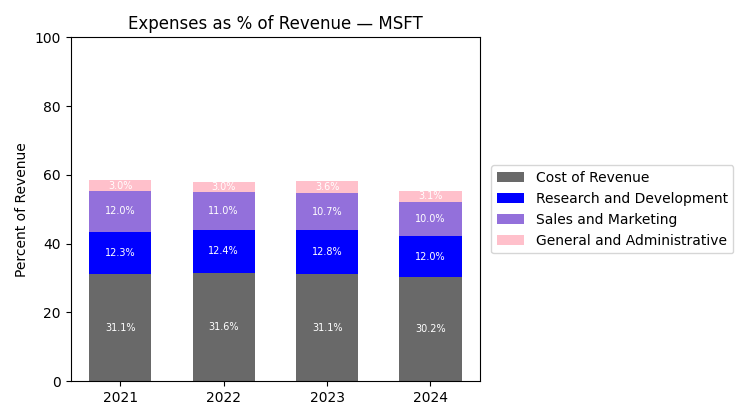 Expenses as % of Revenue — MSFT
Percent of Revenue
100
80
60
40
20
0
3.0% 3.0% 3.6% 3.1%
12.0% 11.0% 10.7% 10.0%
12.3% 12.4% 12.8% 12.0%
31.1% 31.6% 31.1% 30.2%
2021 2022 2023 2024
Cost of Revenue
Research and Development
Sales and Marketing
General and Administrative